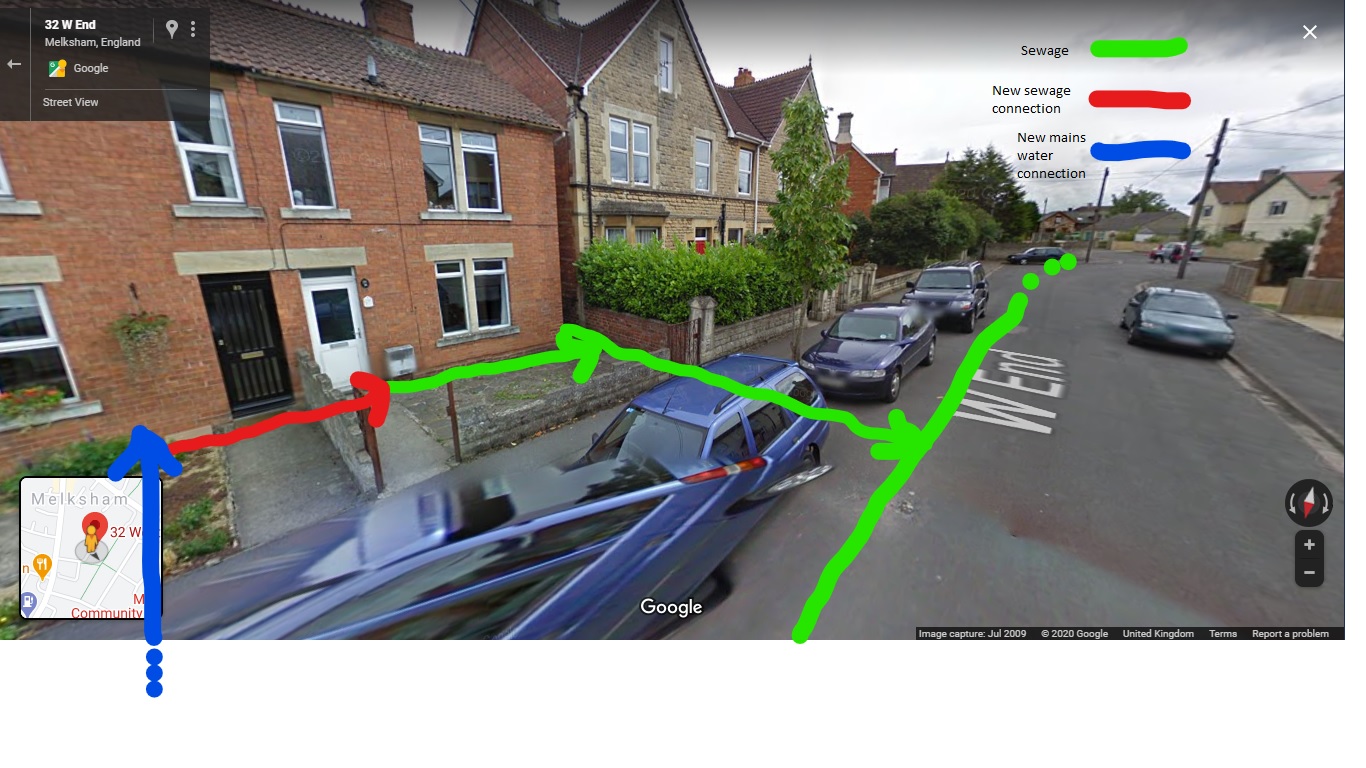 32 W End
Melksham, England
Google
Street View
Sewage
New sewage
connection
New mains
water
connection
W End
Melksham
32 W
M
Community
Google
Image capture: Jul 2009 © 2020 Google United Kingdom Terms Report a problem